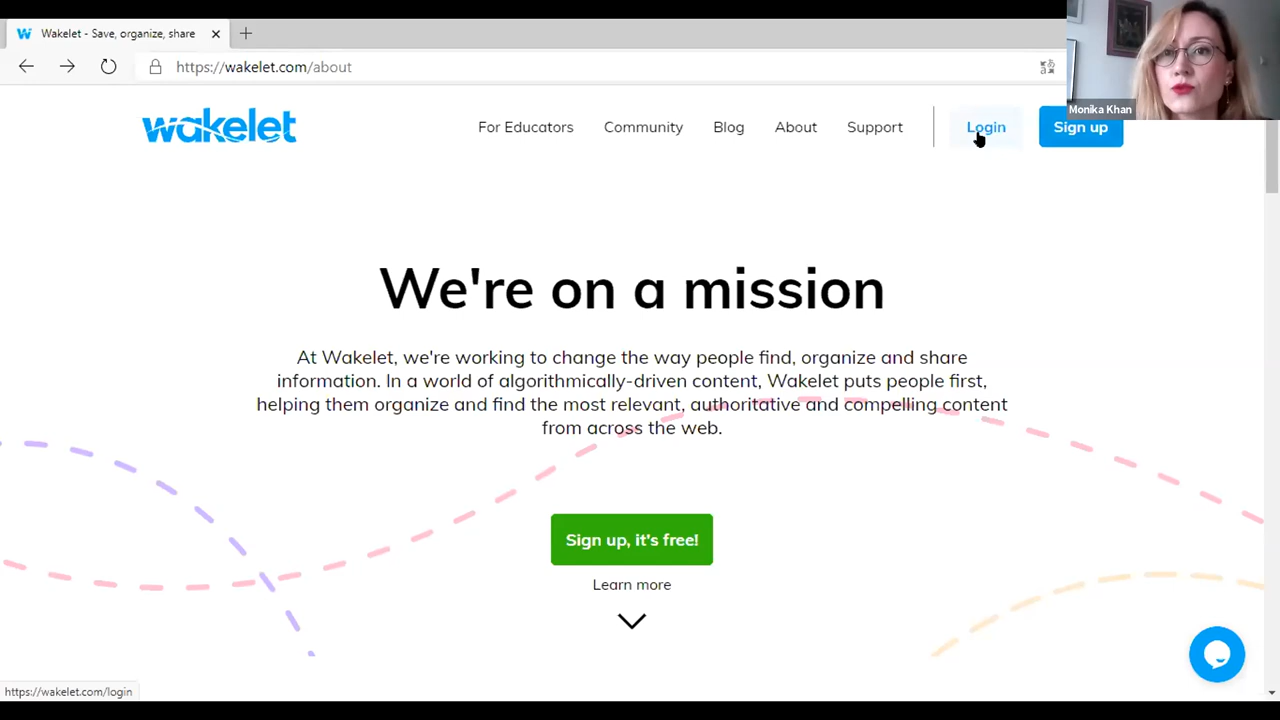 Wakelet - Save, organize, share
https://wakelet.com/about
Monika Khan
wakelet
For Educators
Community
Blog
About
Support
Login
Sign up
We're on a mission
At Wakelet, we're working to change the way people find, organize and share
information. In a world of algorithmically-driven content, Wakelet puts people first,
helping them organize and find the most relevant, authoritative and compelling content
from across the web.
Sign up, it's free!
Learn more
https://wakelet.com/login